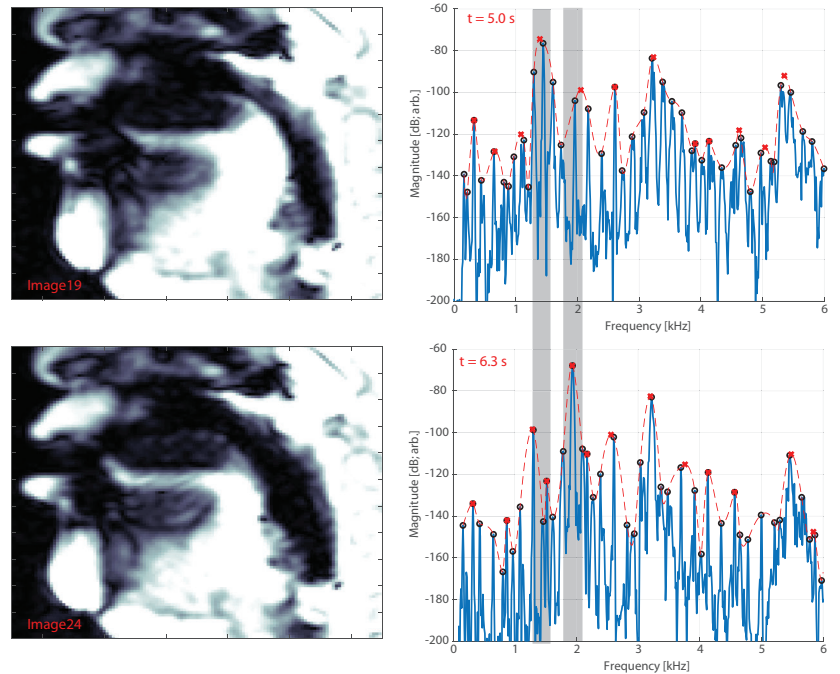 Image19
t = 5.0 s
Magnitude [dB; arb.]
-60
-80
-100
-120
-140
-160
-180
-200
0 1 2 3 4 5 6
Frequency [kHz]
Image24
t = 6.3 s
Magnitude [dB; arb.]
-60
-80
-100
-120
-140
-160
-180
-200
0 1 2 3 4 5 6
Frequency [kHz]